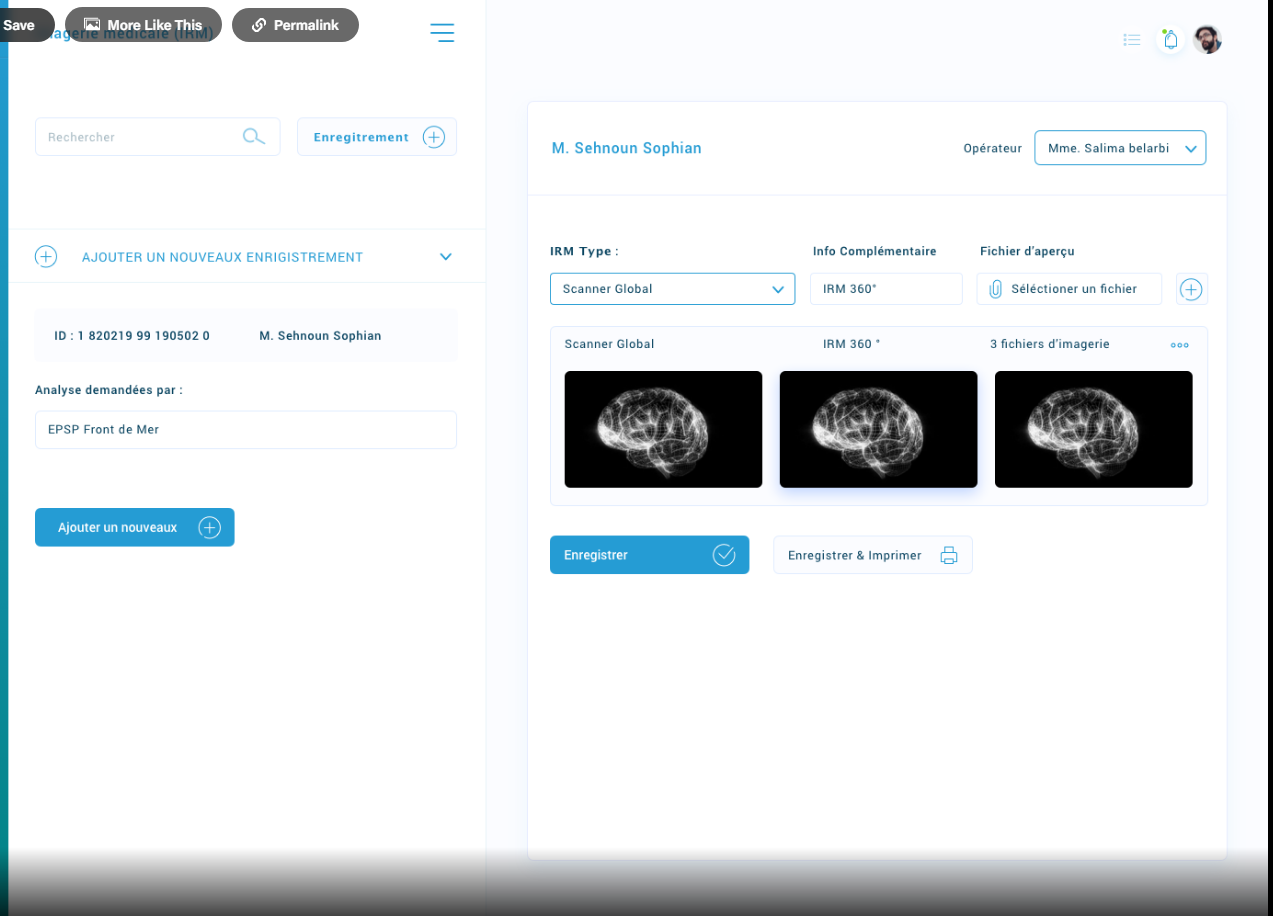 Save
More Like This
Permalink
agerie médicale (IRM)
Rechercher
Enregitrement
AJOUTER UN NOUVEAUX ENRIGISTREMENT
ID : 1 820219 99 190502 0
M. Sehnoun Sophian
Analyse demandées par :
EPSP Front de Mer
Ajouter un nouveaux
M. Sehnoun Sophian
Opérateur
Mme. Salima belarbi
IRM Type :
Info Complémentaire
Fichier d'aperçu
Scanner Global
IRM 360°
Séléctioner un fichier
Scanner Global
IRM 360 °
3 fichiers d'imagerie
Enregistrer
Enregistrer & Imprimer